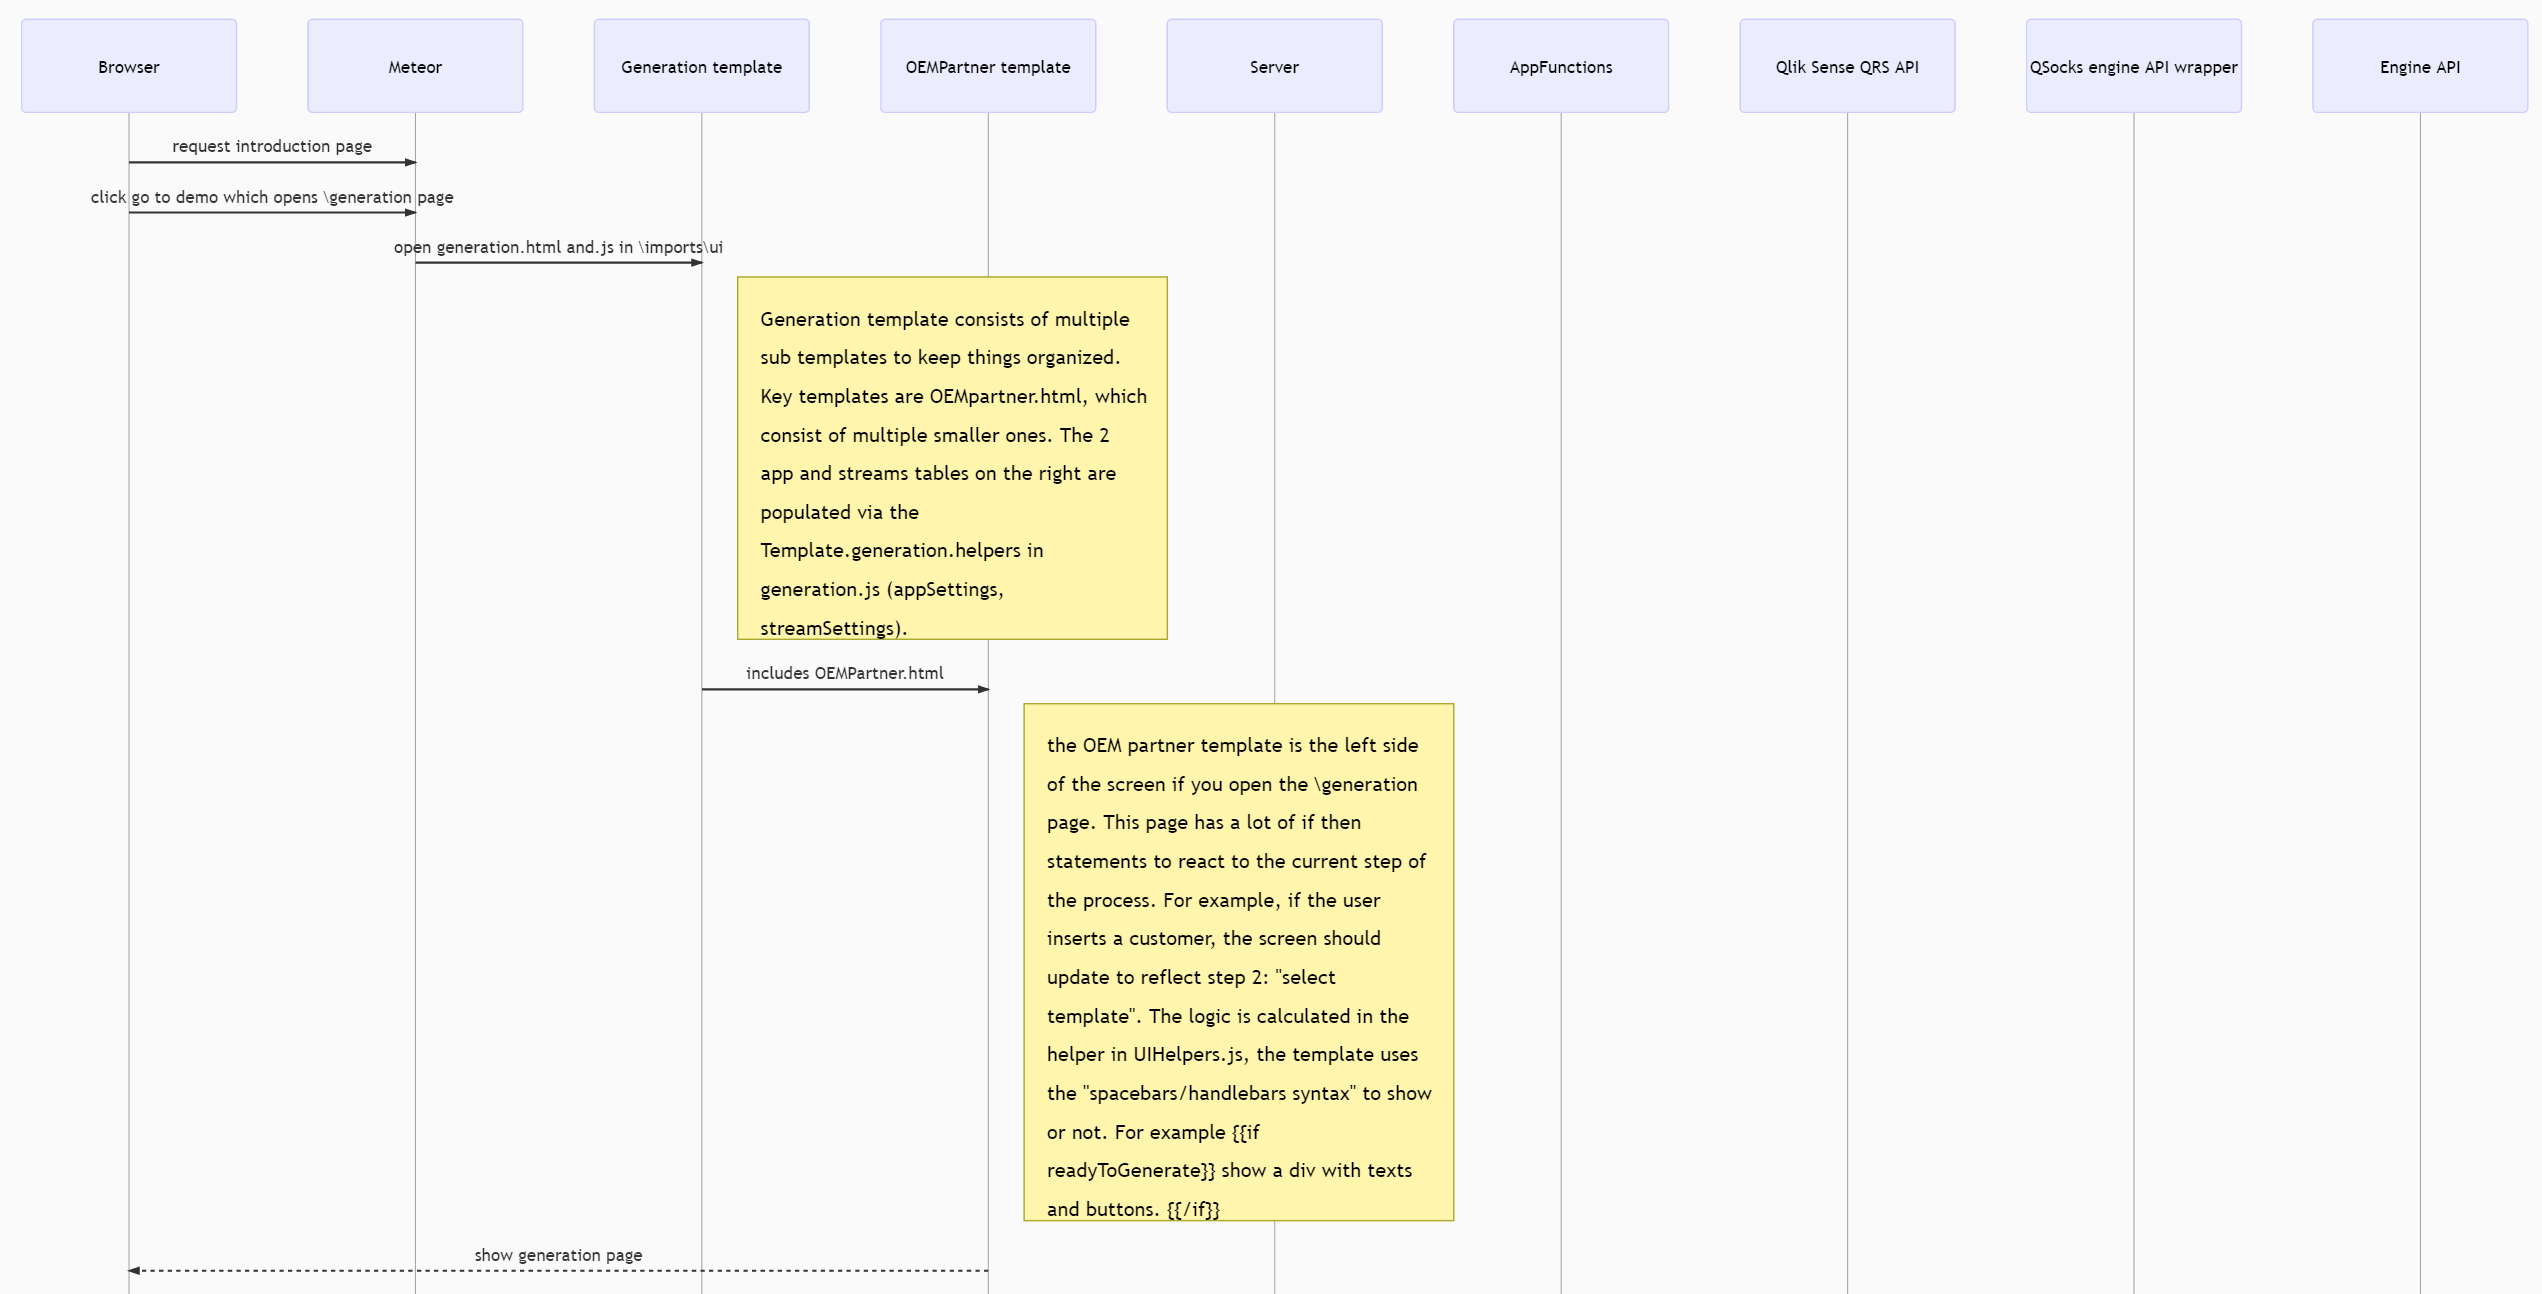 Browser
Meteor
Generation template
OEMPartner template
Server
AppFunctions
Qlik Sense QRS API
QSocks engine API wrapper
Engine API
request introduction page
click go to demo which opens \generation page
open generation.html and.js in \imports\ui
Generation template consists of multiple
sub templates to keep things organized.
Key templates are OEMpartner.html, which
consist of multiple smaller ones. The 2
app and streams tables on the right are
populated via the
Template.generation.helpers in
generation.js (appSettings,
streamSettings).
includes OEMPartner.html
the OEM partner template is the left side
of the screen if you open the \generation
page. This page has a lot of if then
statements to react to the current step of
the process. For example, if the user
inserts a customer, the screen should
update to reflect step 2: "select
template". The logic is calculated in the
helper in UIHelpers.js, the template uses
the "spacebars/handlebars syntax" to show
or not. For example {{if
readyToGenerate}} show a div with texts
and buttons. {{/if}}
show generation page